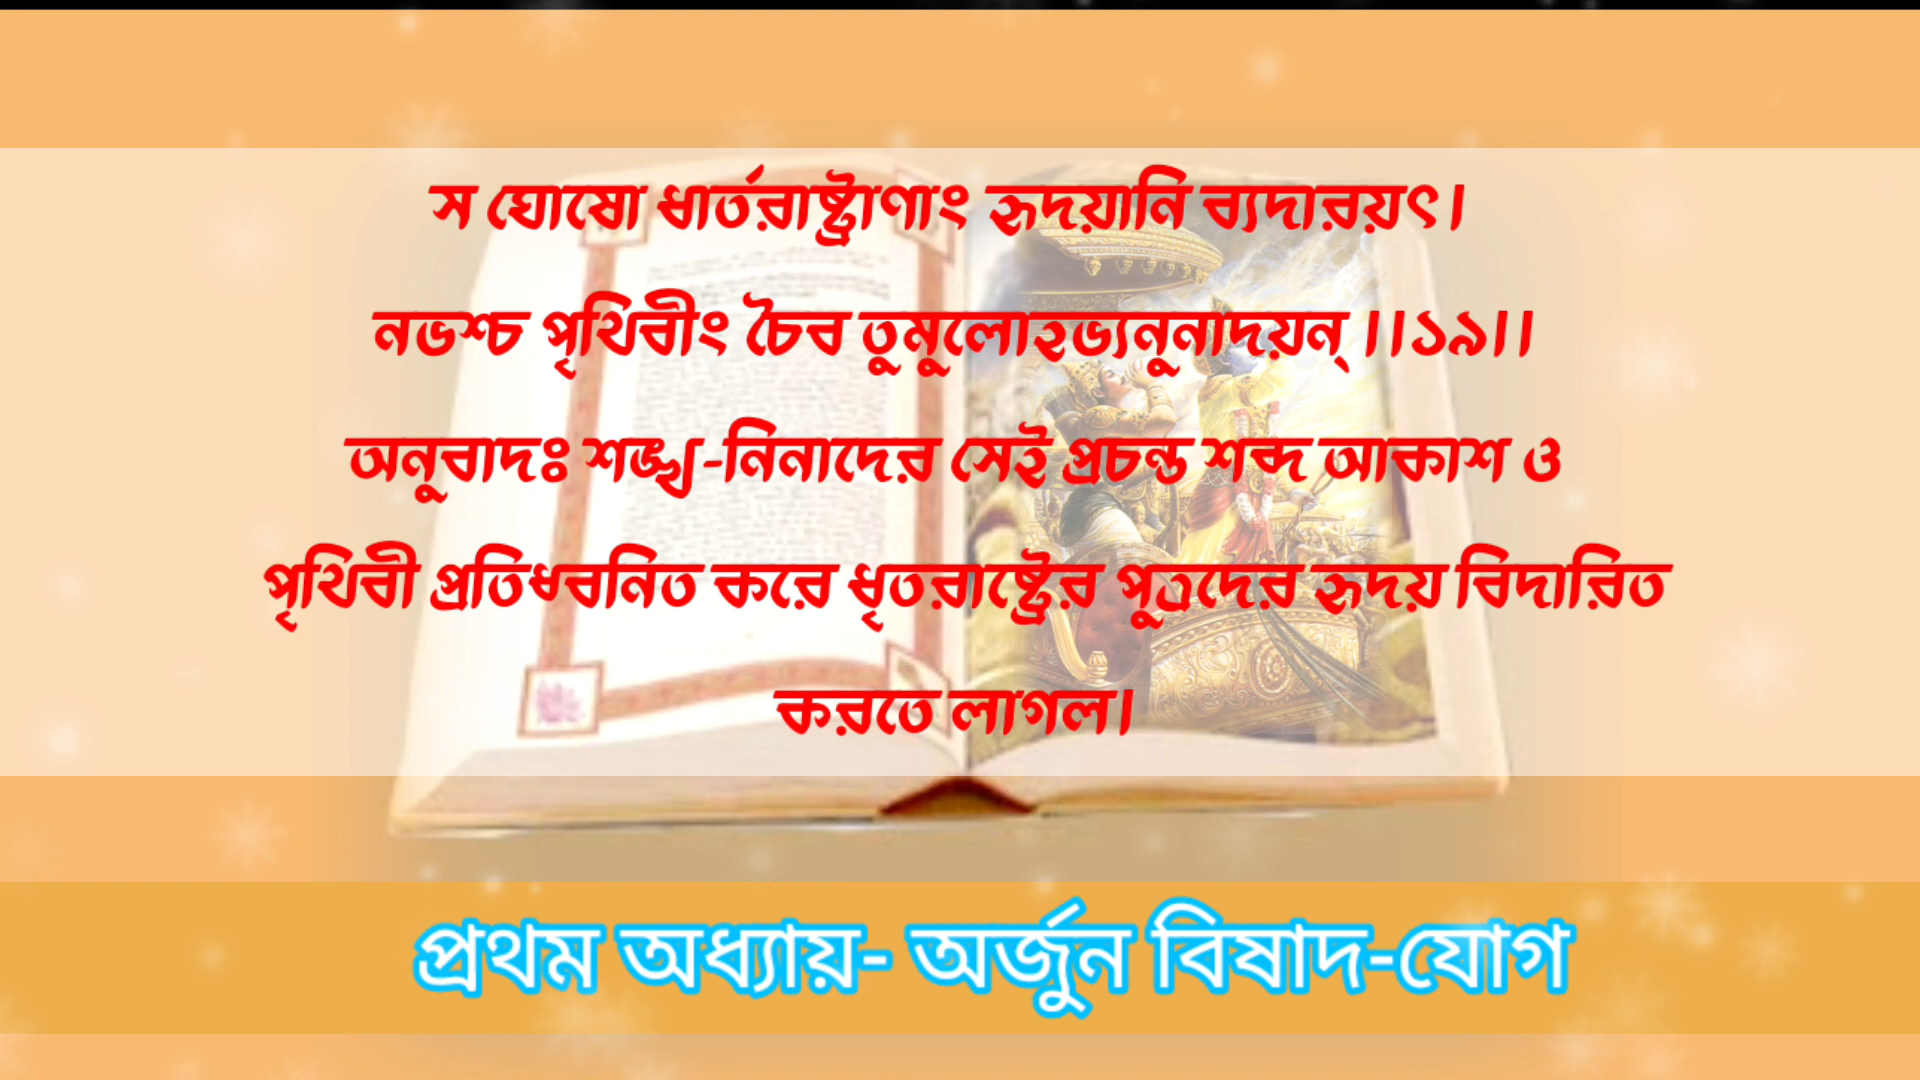 স ঘোষো ধার্তরাষ্ট্রাণাং হৃদয়ানি ব্যদারয়ৎ।
নভশ্চ পৃথিবীং চৈব তুমুলোঽভ্যনুনাদয়ন্ ।।১৯।।
অনুবাদঃ শঙ্খ-নিনাদের সেই প্রচন্ড শব্দ আকাশ ও
পৃথিবী প্রতিধ্বনিত করে ধৃতরাষ্ট্রের পুত্রদের হৃদয় বিদারিত
করতে লাগল।
প্রথম অধ্যায়- অর্জুন বিষাদ-যোগ